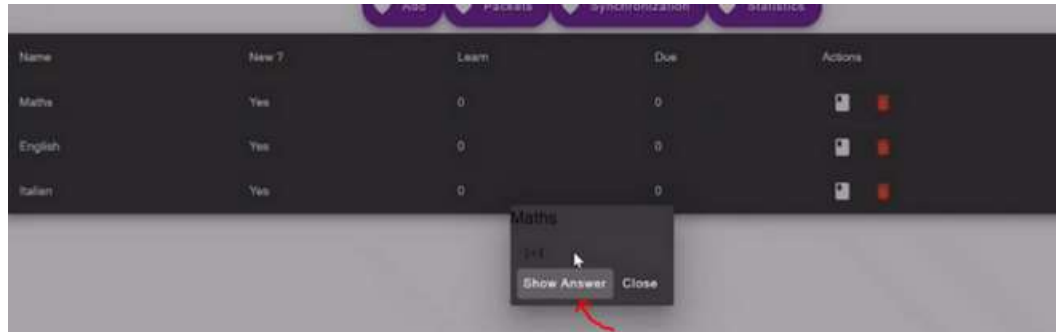 Add Packets Synchronization Statistics
Name New ? Learn Due Actions
Maths Yes 0 0
English Yes 0 0
Italian Yes 0 0
Maths
Show Answer Close